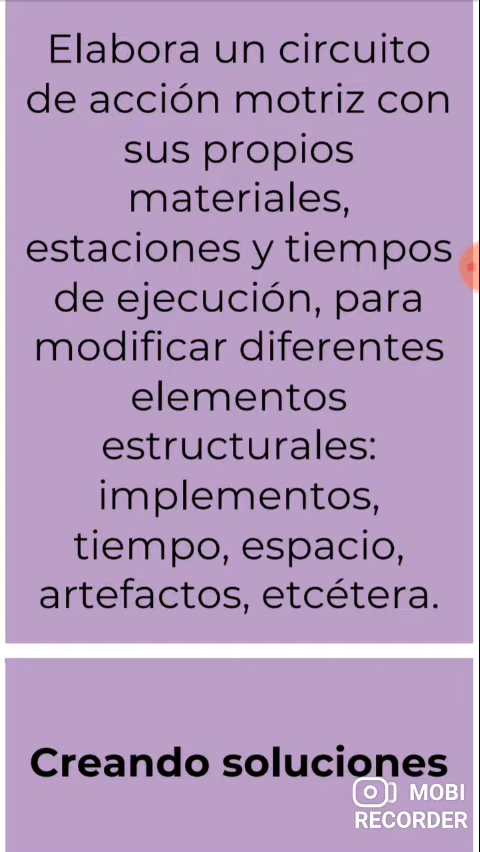 Elabora un circuito
de acción motriz con
sus propios
materiales,
estaciones y tiempos
de ejecución, para
modificar diferentes
elementos
estructurales:
implementos,
tiempo, espacio,
artefactos, etcétera.
Creando soluciones
MOBI
RECORDER